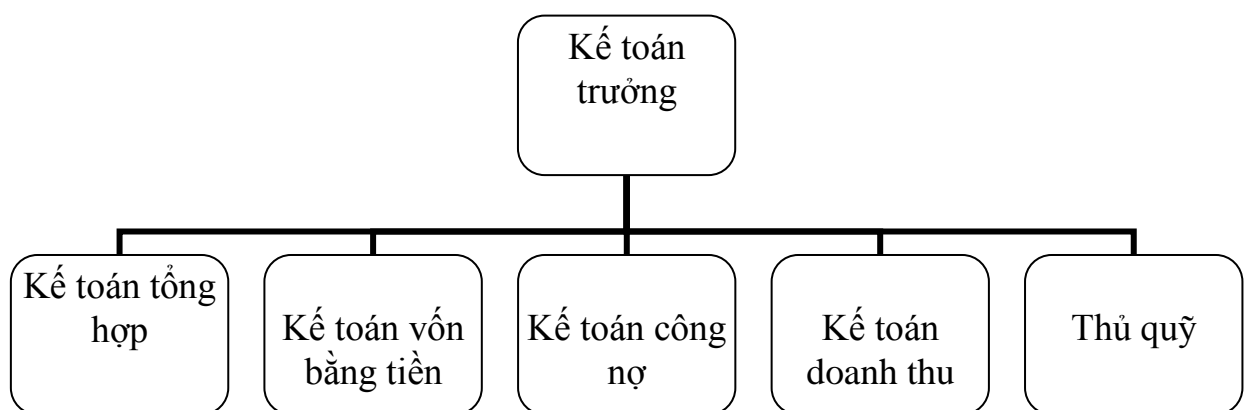 Kế toán
trưởng
Kế toán tổng
hợp
Kế toán vốn
bằng tiền
Kế toán công
nợ
Kế toán
doanh thu
Thủ quỹ